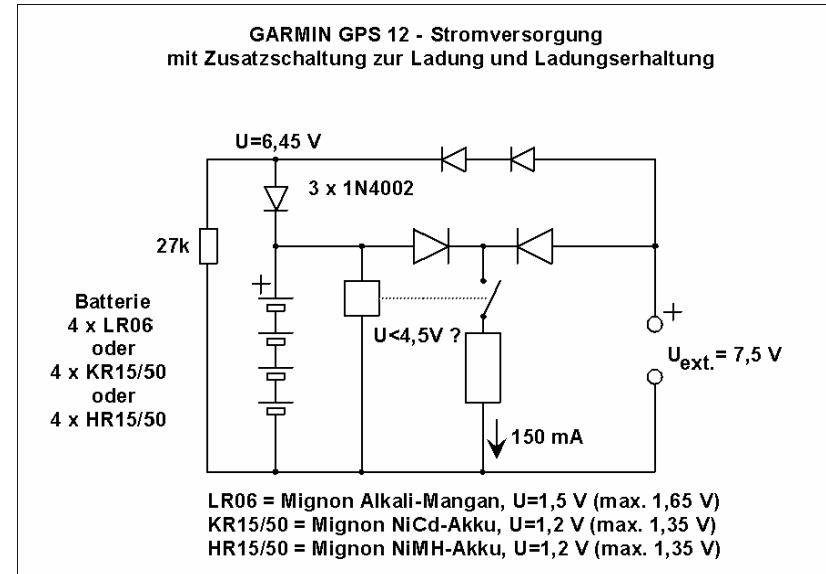 GARMIN GPS 12 - Stromversorgung
mit Zusatzschaltung zur Ladung und Ladungserhaltung
U=6,45 V
3 x 1N4002
27k
+
Batterie
4 x LR06
oder
4 x KR15/50
oder
4 x HR15/50
U<4,5V ?
+
Uext. = 7,5 V
150 mA
LR06 = Mignon Alkali-Mangan, U=1,5 V (max. 1,65 V)
KR15/50 = Mignon NiCd-Akku, U=1,2 V (max. 1,35 V)
HR15/50 = Mignon NiMH-Akku, U=1,2 V (max. 1,35 V)